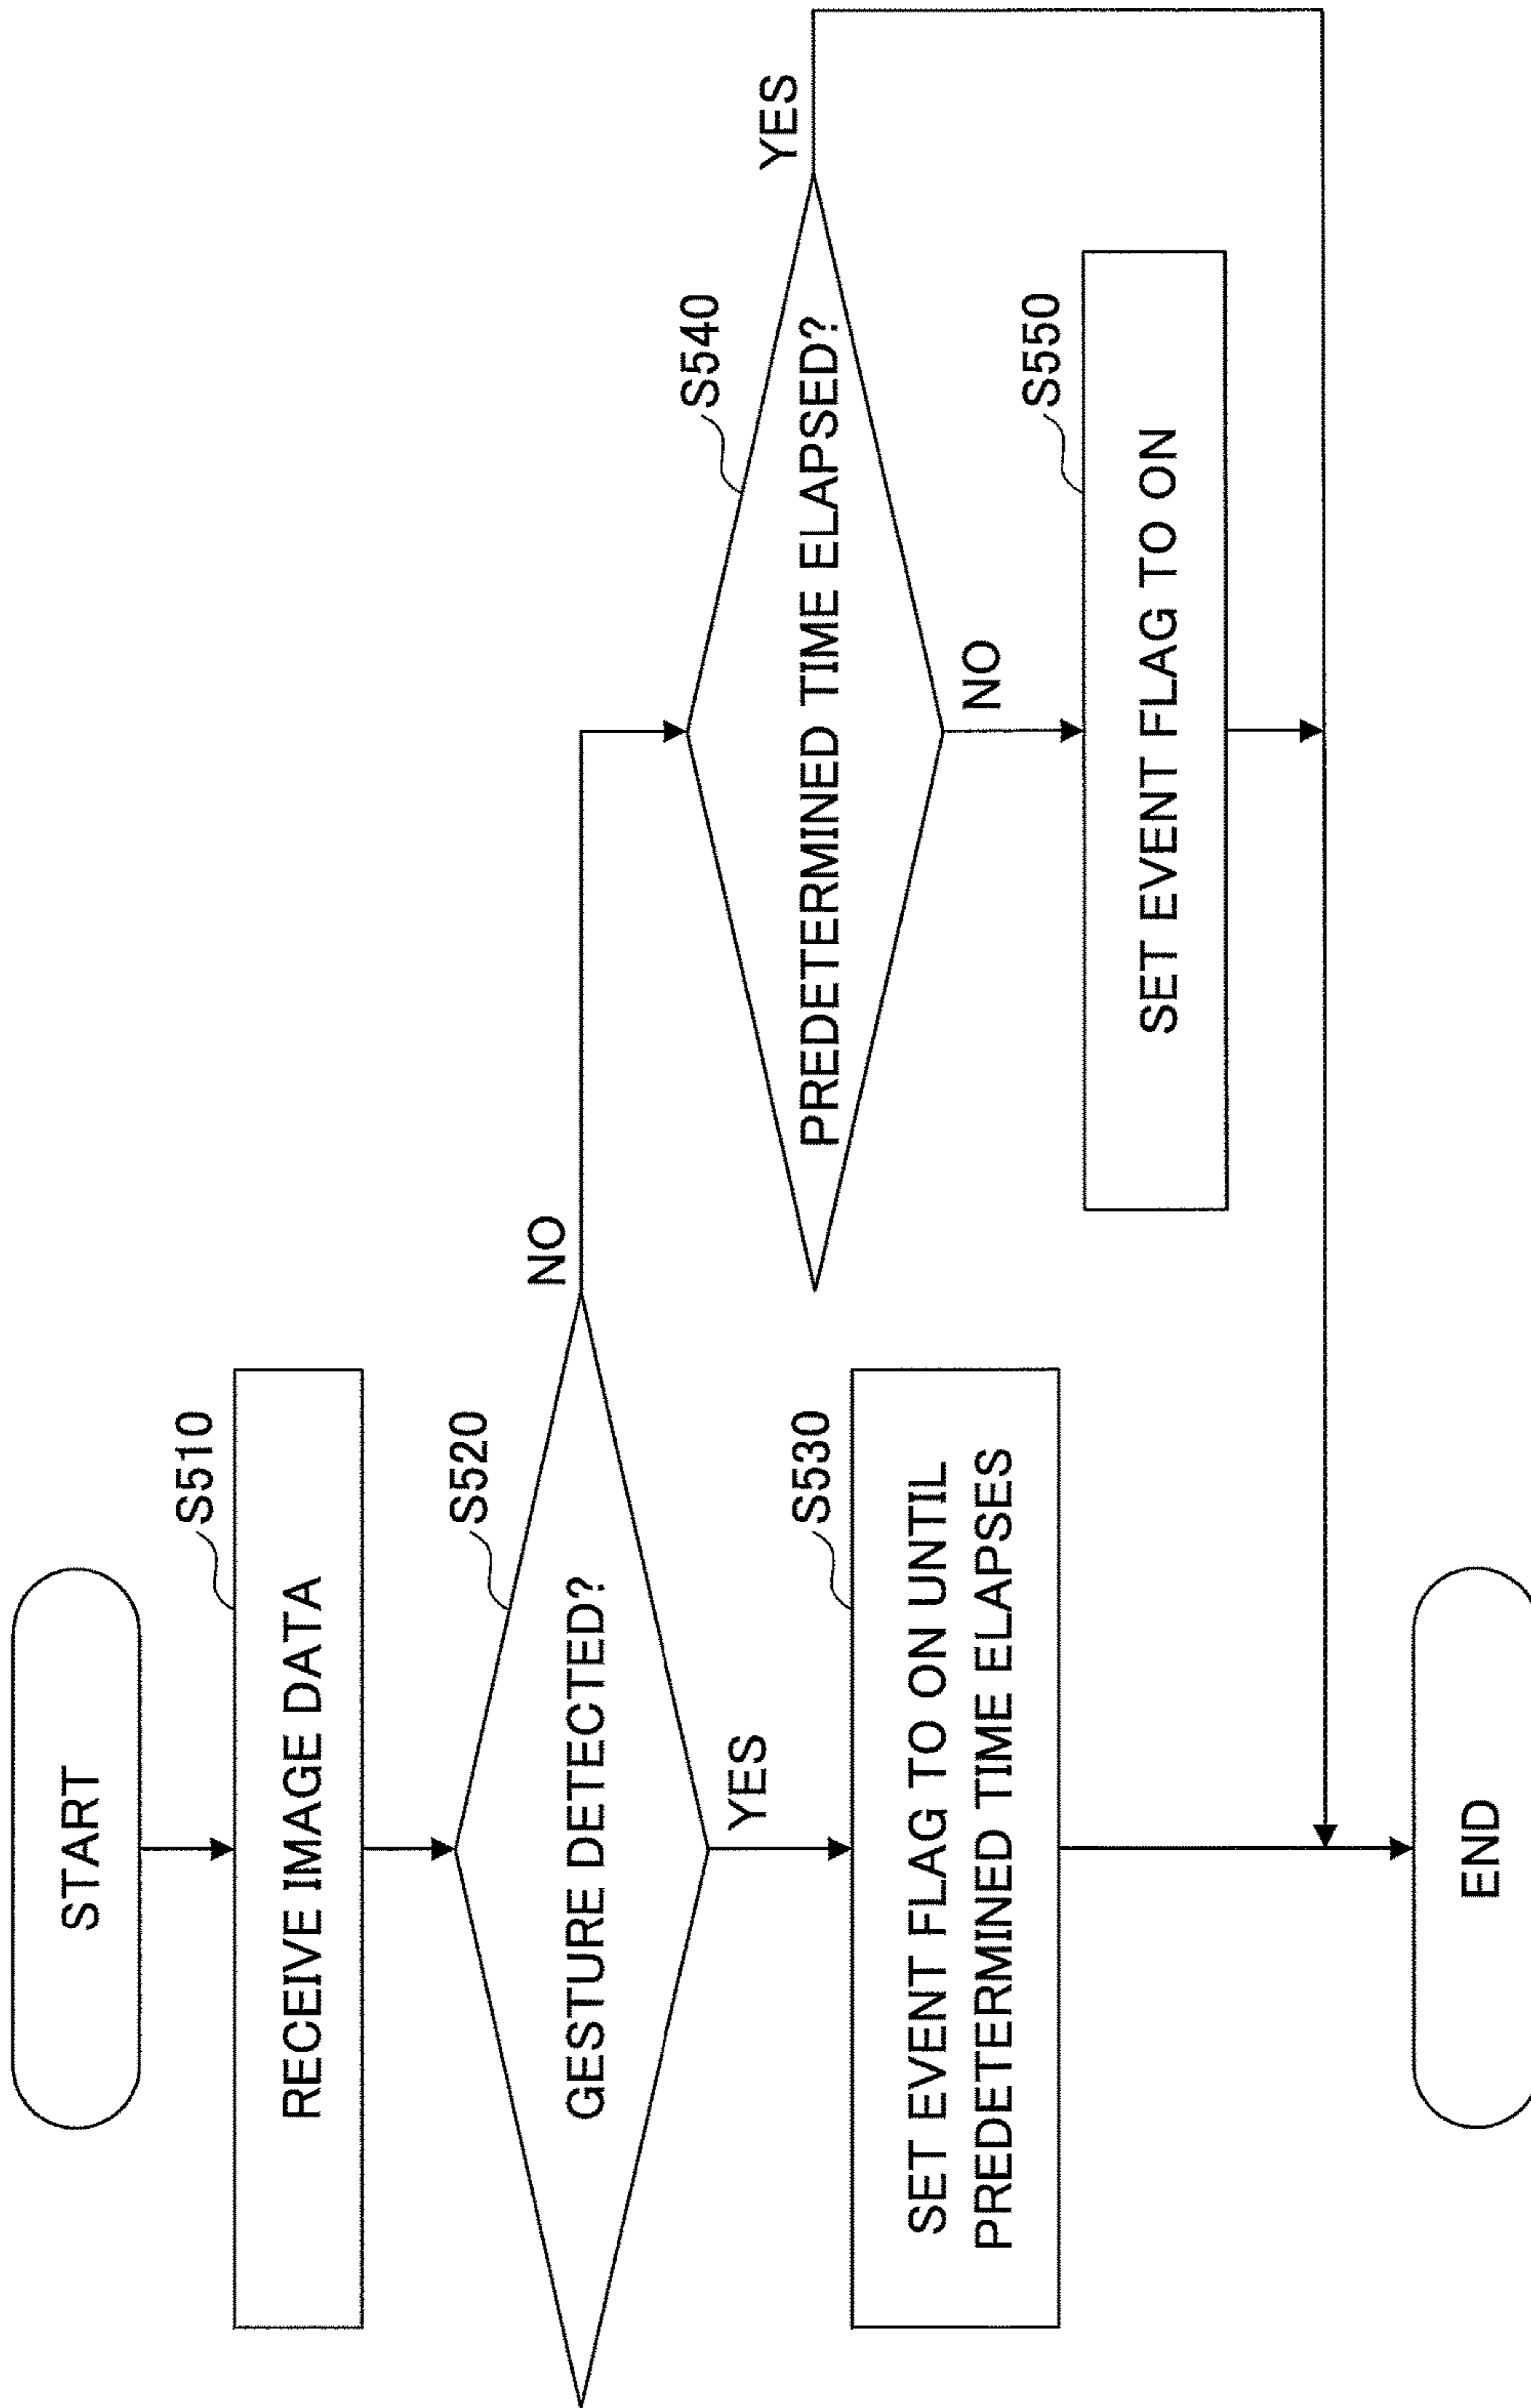 START
S510
RECEIVE IMAGE DATA
S520
GESTURE DETECTED?
NO
YES
S530
SET EVENT FLAG TO ON UNTIL
PREDETERMINED TIME ELAPSES
S540
PREDETERMINED TIME ELAPSED?
YES
NO
S550
SET EVENT FLAG TO ON
END